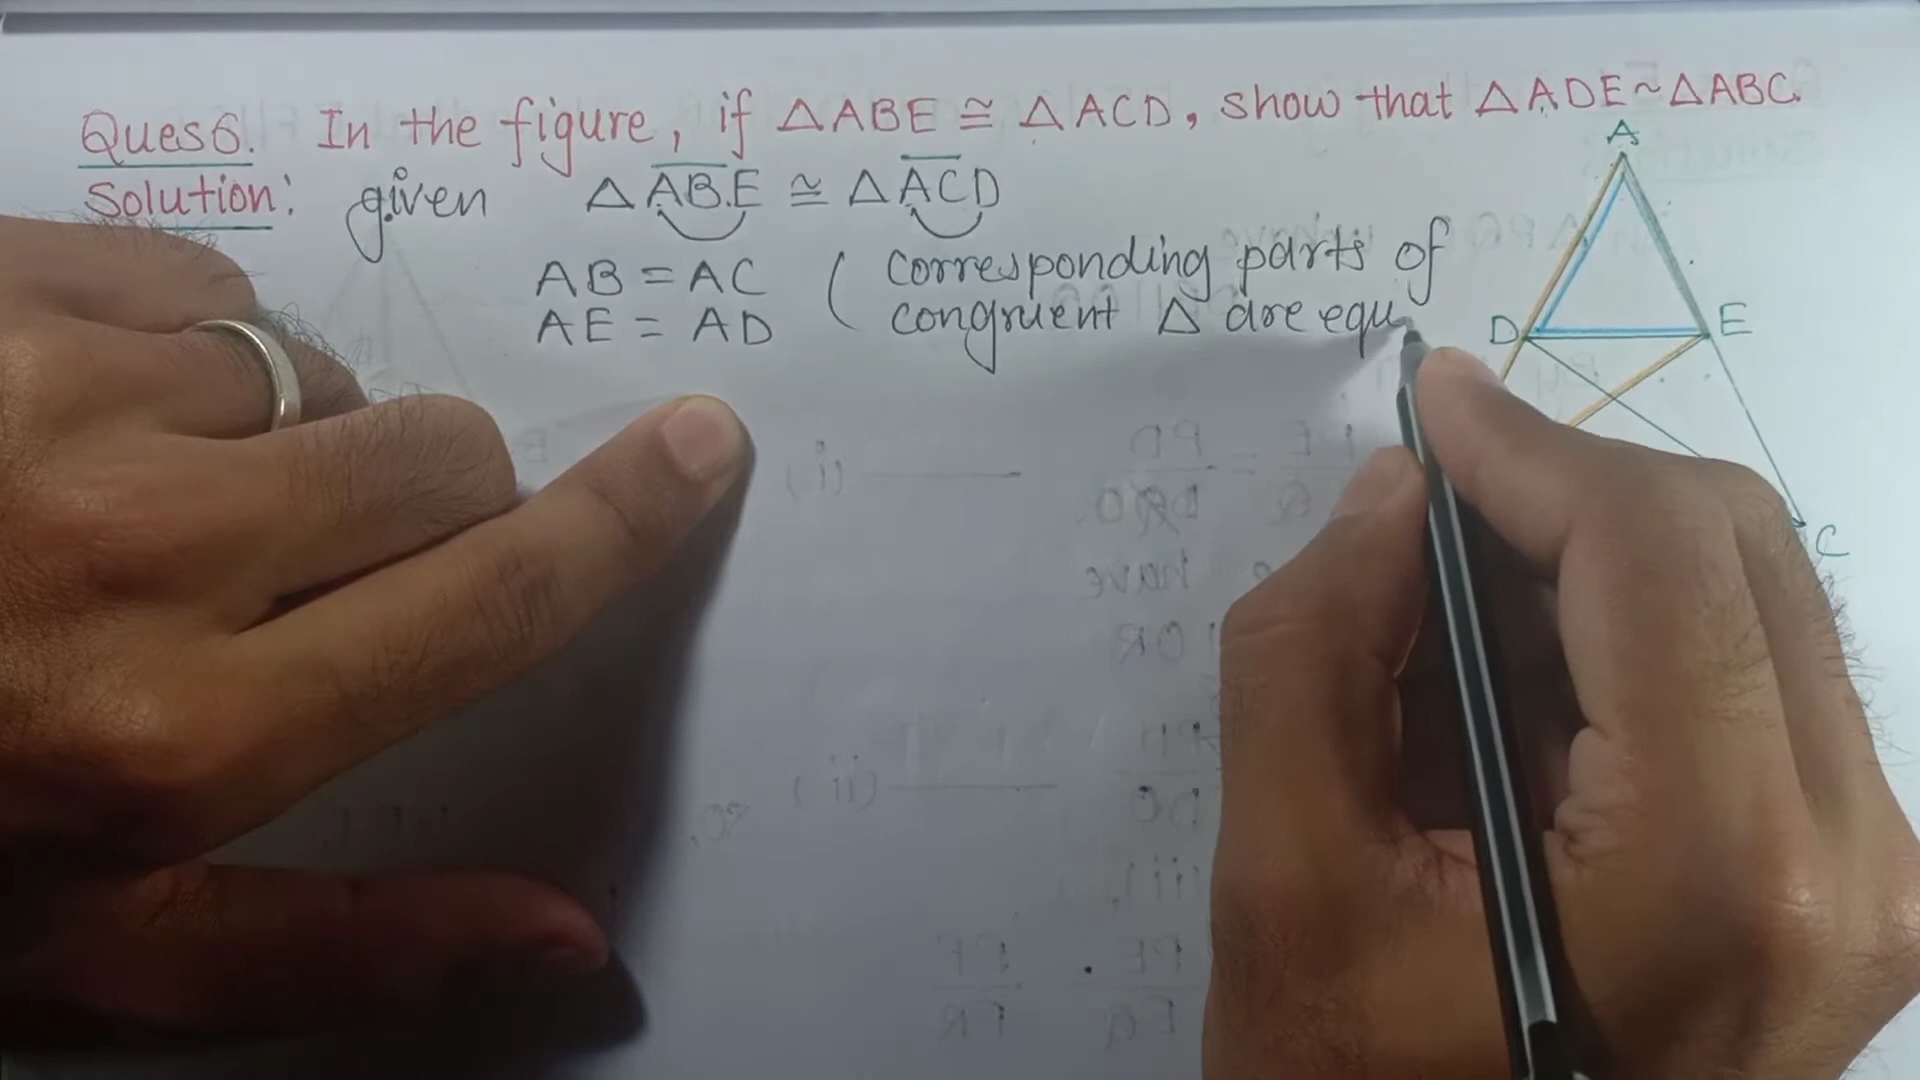 Ques6. In the figure, if △ABE ≅ △ACD, show that △ADE ~ △ABC.
Solution: given △ABE ≅ △ACD
AB = AC ( corresponding parts of
AE = AD congruent △ are equ
A
D
E
C